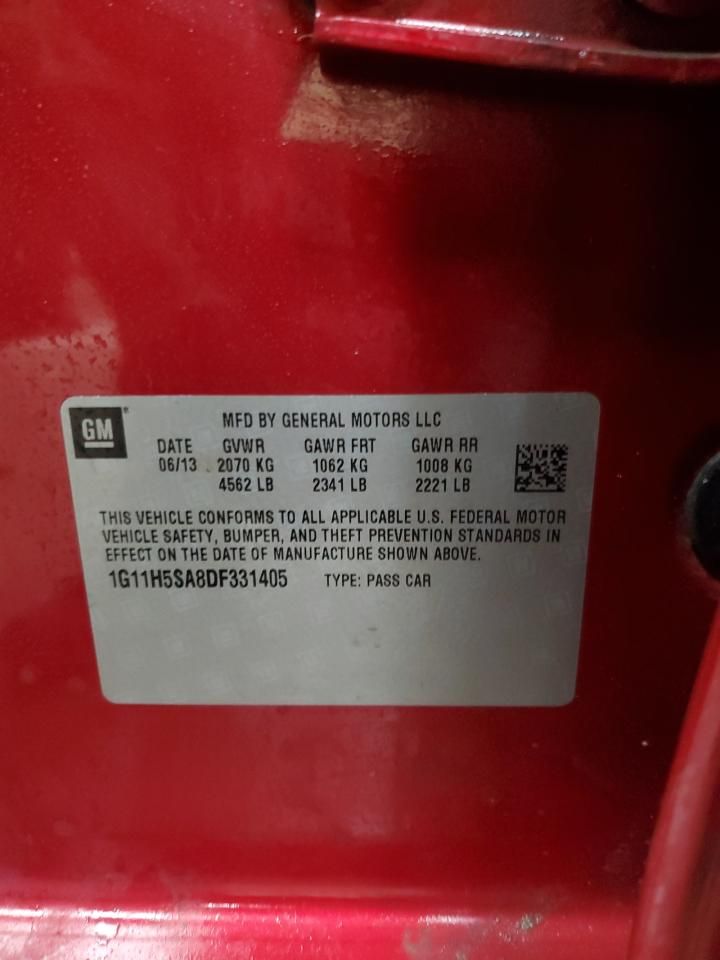 GM
MFD BY GENERAL MOTORS LLC
DATE GVWR GAWR FRT GAWR RR
06/13 2070 KG 1062 KG 1008 KG
4562 LB 2341 LB 2221 LB
THIS VEHICLE CONFORMS TO ALL APPLICABLE U.S. FEDERAL MOTOR
VEHICLE SAFETY, BUMPER, AND THEFT PREVENTION STANDARDS IN
EFFECT ON THE DATE OF MANUFACTURE SHOWN ABOVE.
1G11H5SA8DF331405 TYPE: PASS CAR